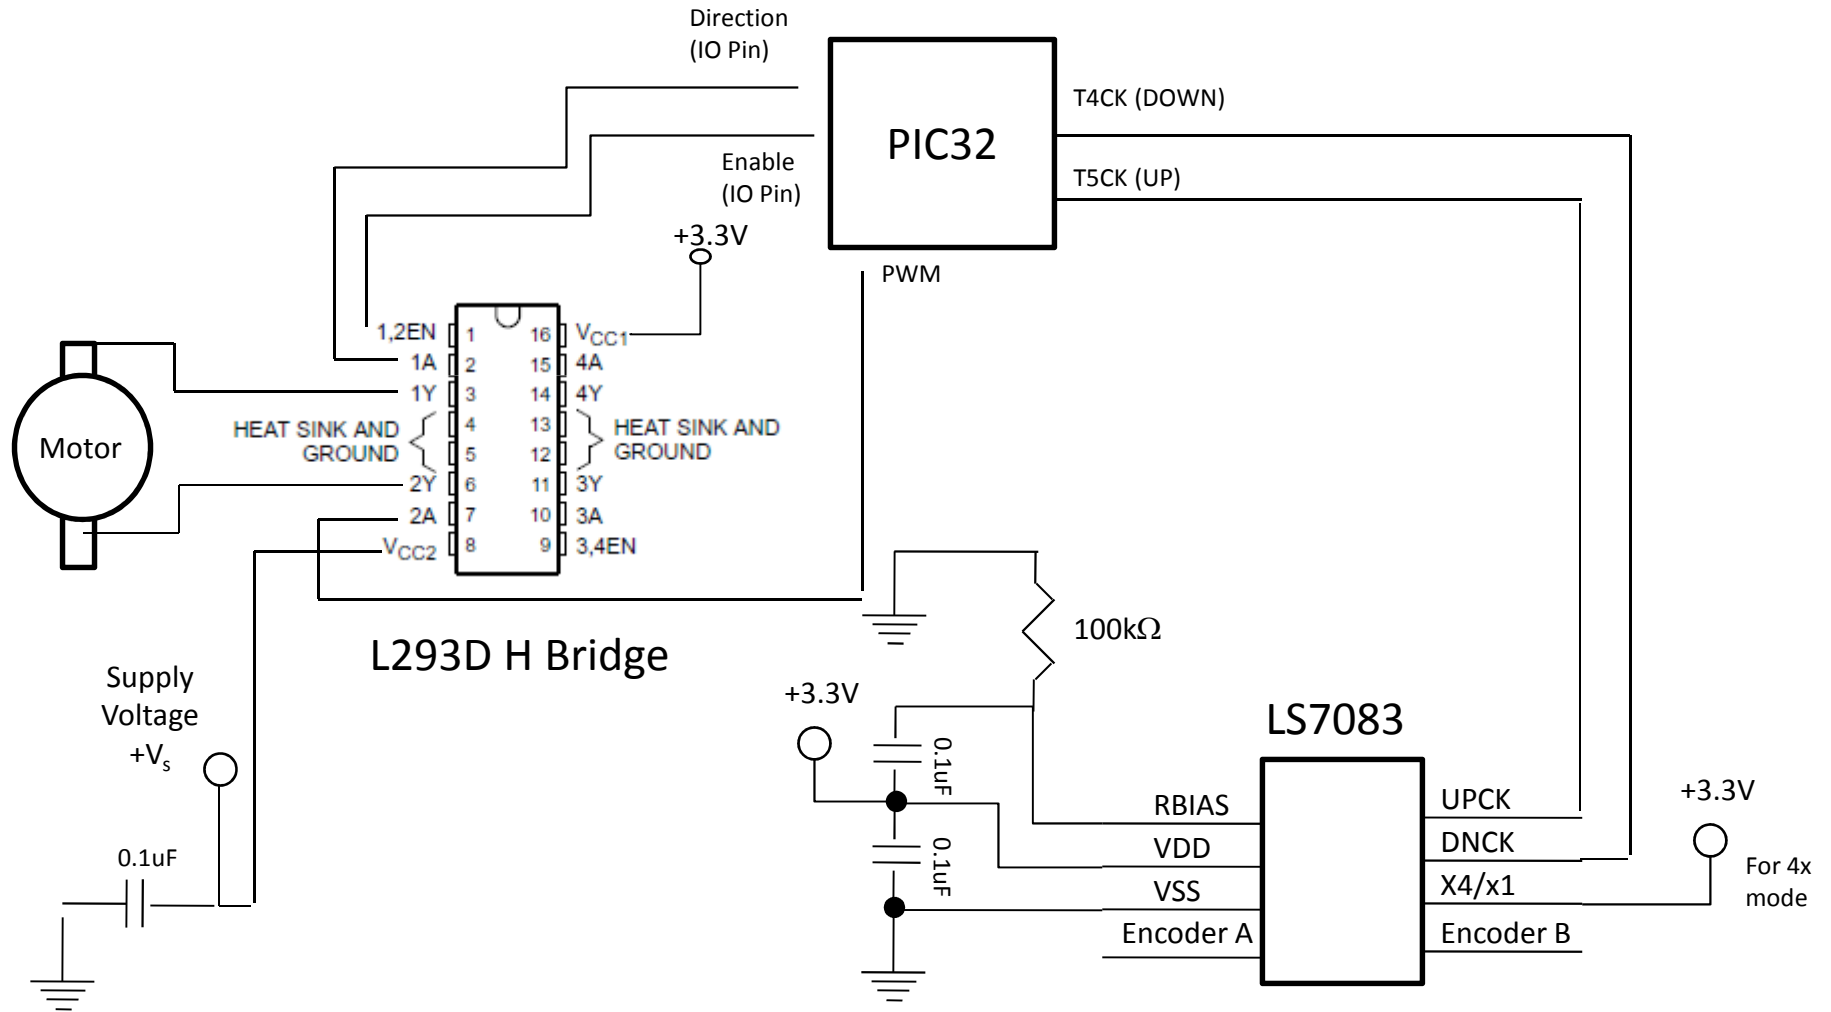 Direction
(IO Pin)
PIC32
T4CK (DOWN)
Enable
(IO Pin)
T5CK (UP)
+3.3V
PWM
1,2EN 1 16 VCC1
1A 2 15 4A
1Y 3 14 4Y
HEAT SINK AND
GROUND
4 13
5 12
HEAT SINK AND
GROUND
2Y 6 11 3Y
2A 7 10 3A
VCC2 8 9 3,4EN
Motor
L293D H Bridge
100kΩ
Supply
Voltage
+Vs
0.1uF
+3.3V
0.1uF
0.1uF
LS7083
RBIAS
VDD
VSS
Encoder A
UPCK
DNCK
X4/x1
Encoder B
+3.3V
For 4x
mode